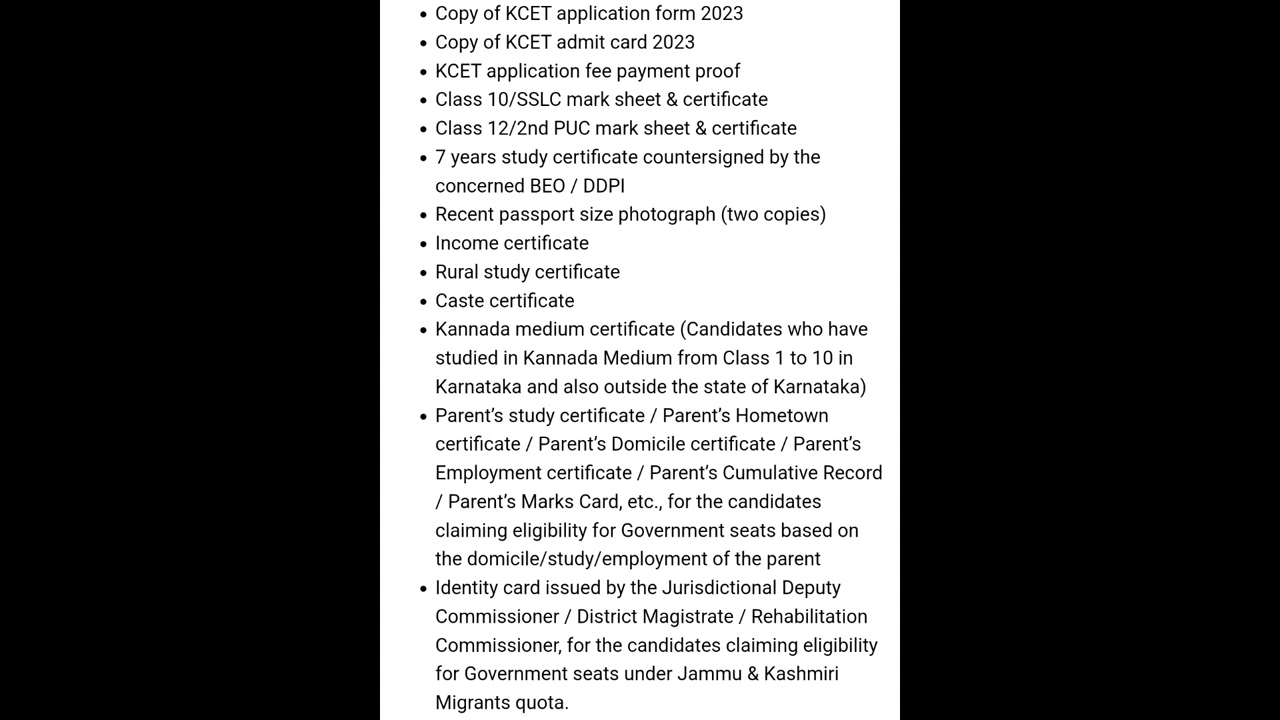 • Copy of KCET application form 2023
• Copy of KCET admit card 2023
• KCET application fee payment proof
• Class 10/SSLC mark sheet & certificate
• Class 12/2nd PUC mark sheet & certificate
• 7 years study certificate countersigned by the
concerned BEO / DDPI
• Recent passport size photograph (two copies)
• Income certificate
• Rural study certificate
• Caste certificate
• Kannada medium certificate (Candidates who have
studied in Kannada Medium from Class 1 to 10 in
Karnataka and also outside the state of Karnataka)
• Parent’s study certificate / Parent’s Hometown
certificate / Parent’s Domicile certificate / Parent’s
Employment certificate / Parent’s Cumulative Record
/ Parent’s Marks Card, etc., for the candidates
claiming eligibility for Government seats based on
the domicile/study/employment of the parent
• Identity card issued by the Jurisdictional Deputy
Commissioner / District Magistrate / Rehabilitation
Commissioner, for the candidates claiming eligibility
for Government seats under Jammu & Kashmiri
Migrants quota.